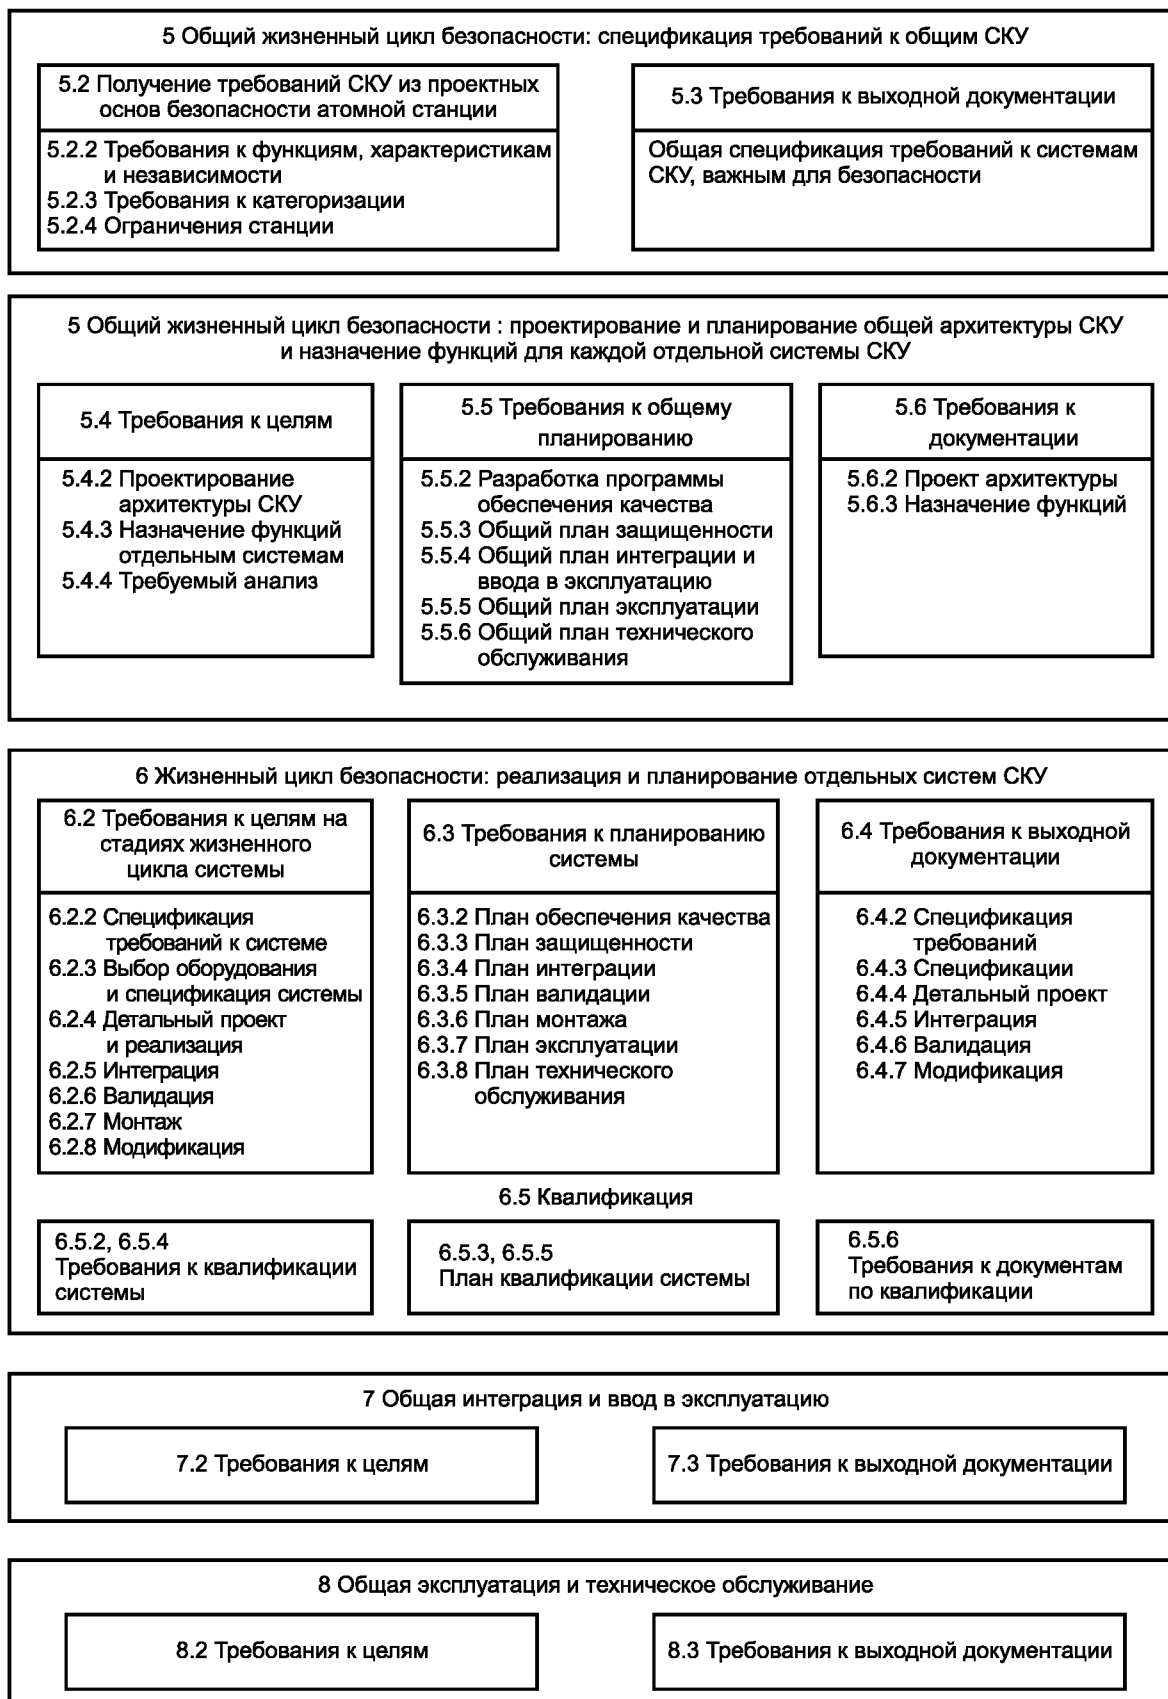 5 Общий жизненный цикл безопасности: спецификация требований к общим СКУ
5.2 Получение требований СКУ из проектных
основ безопасности атомной станции
5.2.2 Требования к функциям, характеристикам
и независимости
5.2.3 Требования к категоризации
5.2.4 Ограничения станции
5.3 Требования к выходной документации
Общая спецификация требований к системам
СКУ, важным для безопасности
5 Общий жизненный цикл безопасности : проектирование и планирование общей архитектуры СКУ
и назначение функций для каждой отдельной системы СКУ
5.4 Требования к целям
5.4.2 Проектирование
архитектуры СКУ
5.4.3 Назначение функций
отдельным системам
5.4.4 Требуемый анализ
5.5 Требования к общему
планированию
5.5.2 Разработка программы
обеспечения качества
5.5.3 Общий план защищенности
5.5.4 Общий план интеграции и
ввода в эксплуатацию
5.5.5 Общий план эксплуатации
5.5.6 Общий план технического
обслуживания
5.6 Требования к
документации
5.6.2 Проект архитектуры
5.6.3 Назначение функций
6 Жизненный цикл безопасности: реализация и планирование отдельных систем СКУ
6.2 Требования к целям на
стадиях жизненного
цикла системы
6.2.2 Спецификация
требований к системе
6.2.3 Выбор оборудования
и спецификация системы
6.2.4 Детальный проект
и реализация
6.2.5 Интеграция
6.2.6 Валидация
6.2.7 Монтаж
6.2.8 Модификация
6.3 Требования к планированию
системы
6.3.2 План обеспечения качества
6.3.3 План защищенности
6.3.4 План интеграции
6.3.5 План валидации
6.3.6 План монтажа
6.3.7 План эксплуатации
6.3.8 План технического
обслуживания
6.4 Требования к выходной
документации
6.4.2 Спецификация
требований
6.4.3 Спецификации
6.4.4 Детальный проект
6.4.5 Интеграция
6.4.6 Валидация
6.4.7 Модификация
6.5 Квалификация
6.5.2, 6.5.4
Требования к квалификации
системы
6.5.3, 6.5.5
План квалификации системы
6.5.6
Требования к документам
по квалификации
7 Общая интеграция и ввод в эксплуатацию
7.2 Требования к целям
7.3 Требования к выходной документации
8 Общая эксплуатация и техническое обслуживание
8.2 Требования к целям
8.3 Требования к выходной документации